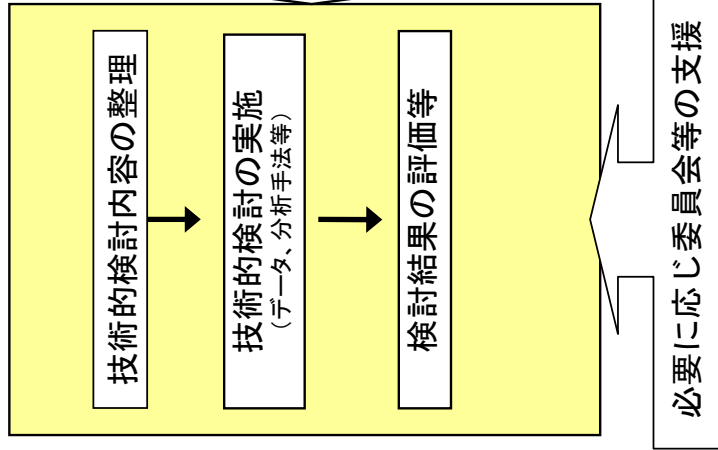 技術的検討内容の整理
技術的検討の実施
（データ、分析手法等）
検討結果の評価等
必要に応じ委員会等の支援